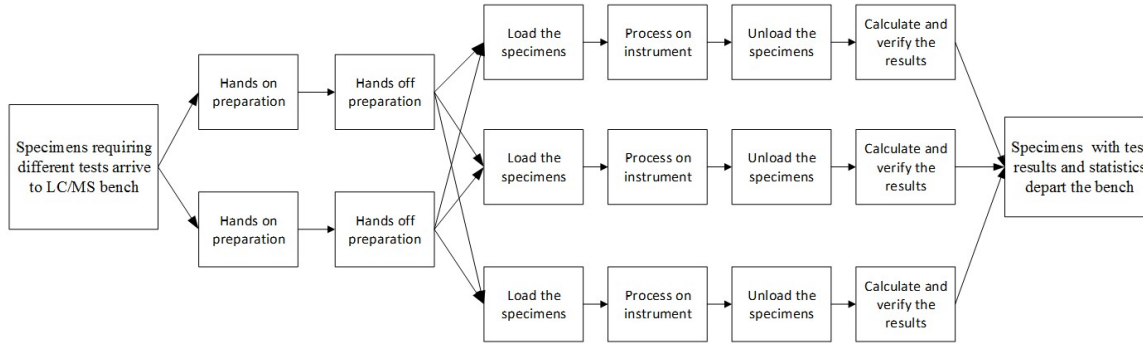 Specimens requiring
different tests arrive
to LC/MS bench
Hands on
preparation
Hands off
preparation
Hands on
preparation
Hands off
preparation
Load the
specimens
Process on
instrument
Unload the
specimens
Calculate and
verify the
results
Load the
specimens
Process on
instrument
Unload the
specimens
Calculate and
verify the
results
Load the
specimens
Process on
instrument
Unload the
specimens
Calculate and
verify the
results
Specimens with tes
results and statistics
depart the bench